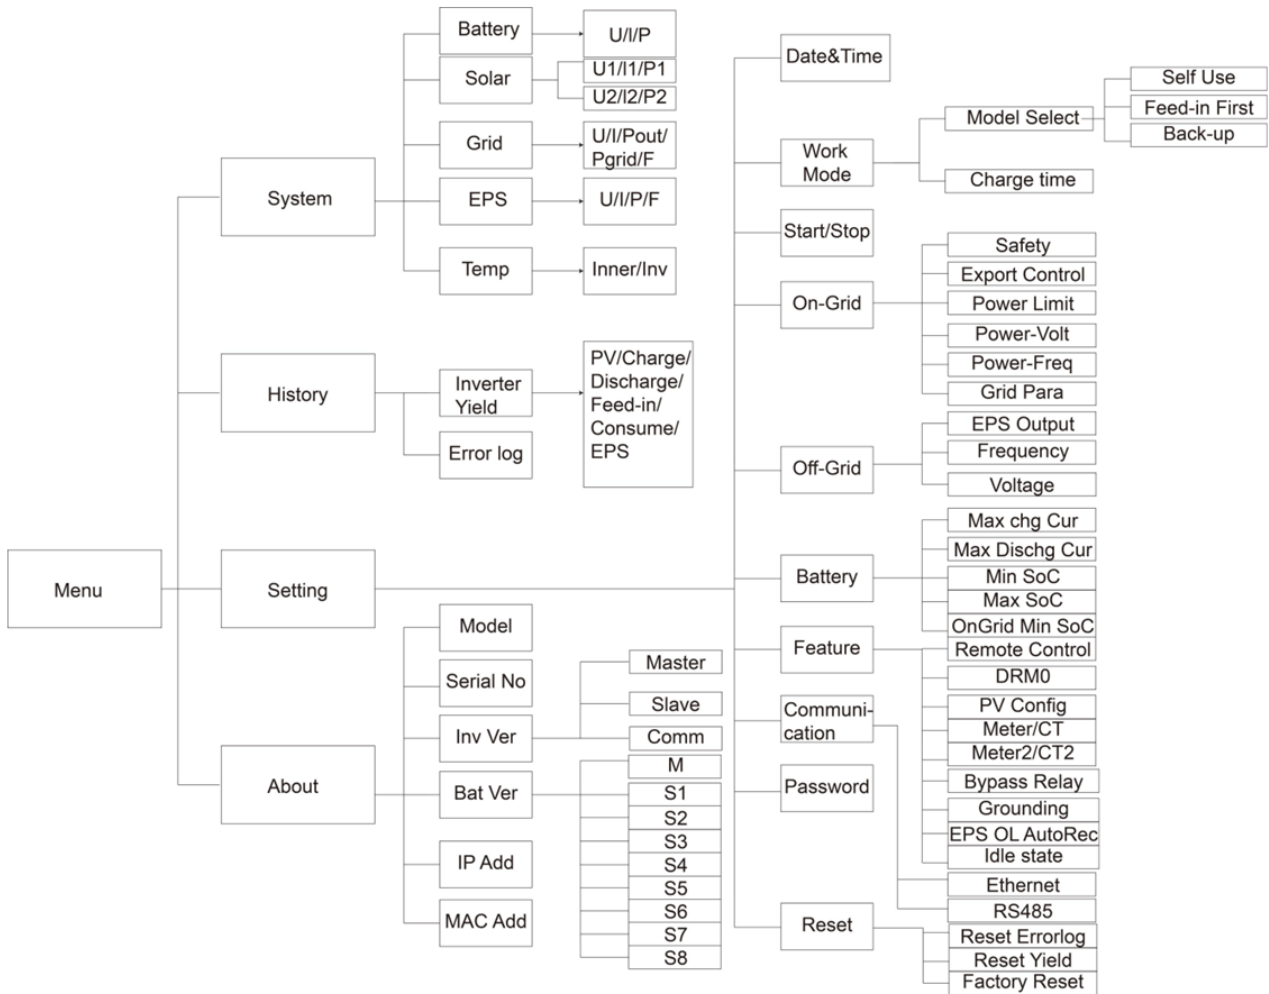 Menu
System
Battery
U/I/P
Solar
U1/I1/P1
U2/I2/P2
Grid
U/I/Pout/
Pgrid/F
EPS
U/I/P/F
Temp
Inner/Inv
History
Inverter
Yield
PV/Charge/
Discharge/
Feed-in/
Consume/
EPS
Error log
Setting
Date&Time
Work
Mode
Model Select
Self Use
Feed-in First
Back-up
Charge time
Start/Stop
On-Grid
Safety
Export Control
Power Limit
Power-Volt
Power-Freq
Grid Para
Off-Grid
EPS Output
Frequency
Voltage
Battery
Max chg Cur
Max Dischg Cur
Min SoC
Max SoC
OnGrid Min SoC
Feature
Remote Control
DRM0
PV Config
Meter/CT
Meter2/CT2
Bypass Relay
Grounding
EPS OL AutoRec
Idle state
Communi-
cation
Ethernet
RS485
Password
Reset
Reset Errorlog
Reset Yield
Factory Reset
About
Model
Serial No
Inv Ver
Master
Slave
Comm
Bat Ver
M
S1
S2
S3
S4
S5
S6
S7
S8
IP Add
MAC Add